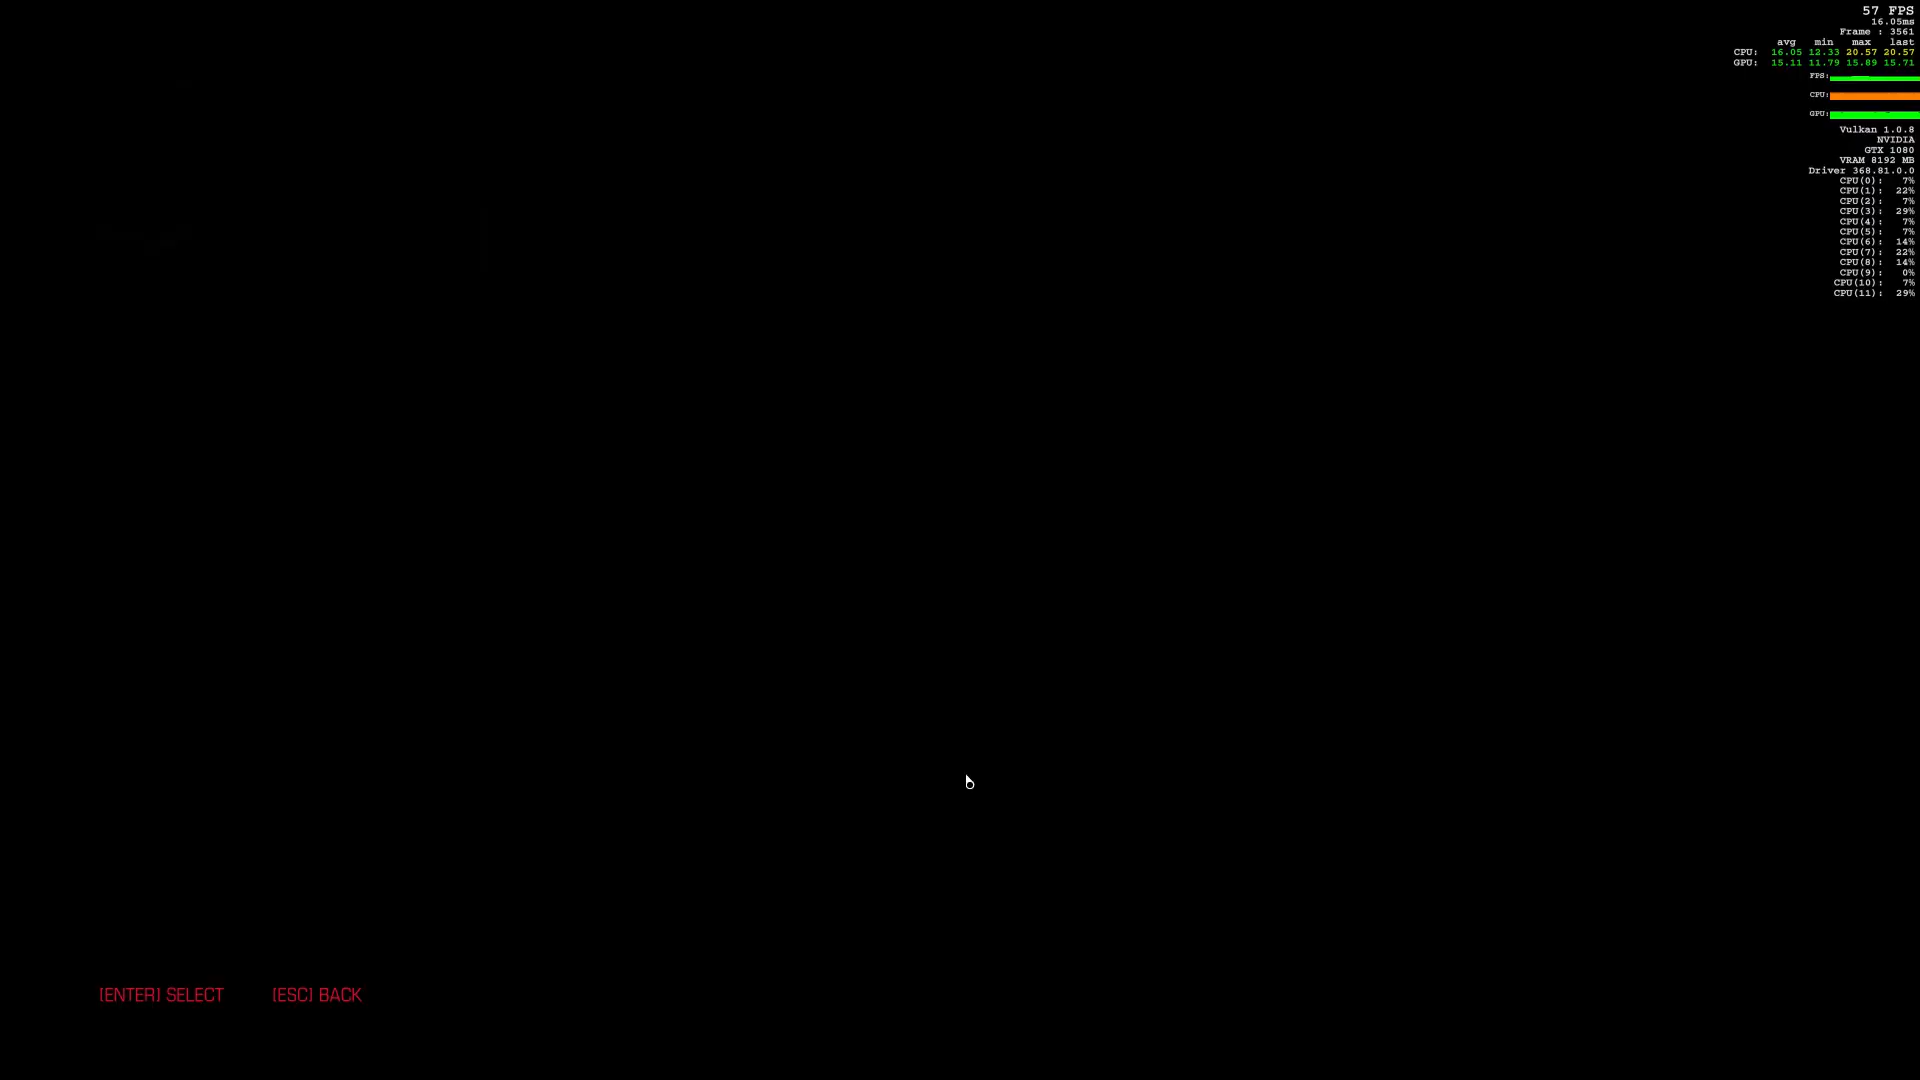 57 FPS
16.05ms
Frame : 3561
avg min max last
CPU: 16.05 12.33 20.57 20.57
GPU: 15.11 11.79 15.89 15.71
FPS:
CPU:
GPU:
Vulkan 1.0.8
NVIDIA
GTX 1080
VRAM 8192 MB
Driver 368.81.0.0
CPU(0): 7%
CPU(1): 22%
CPU(2): 7%
CPU(3): 29%
CPU(4): 7%
CPU(5): 7%
CPU(6): 14%
CPU(7): 22%
CPU(8): 14%
CPU(9): 0%
CPU(10): 7%
CPU(11): 29%
[ENTER] SELECT [ESC] BACK